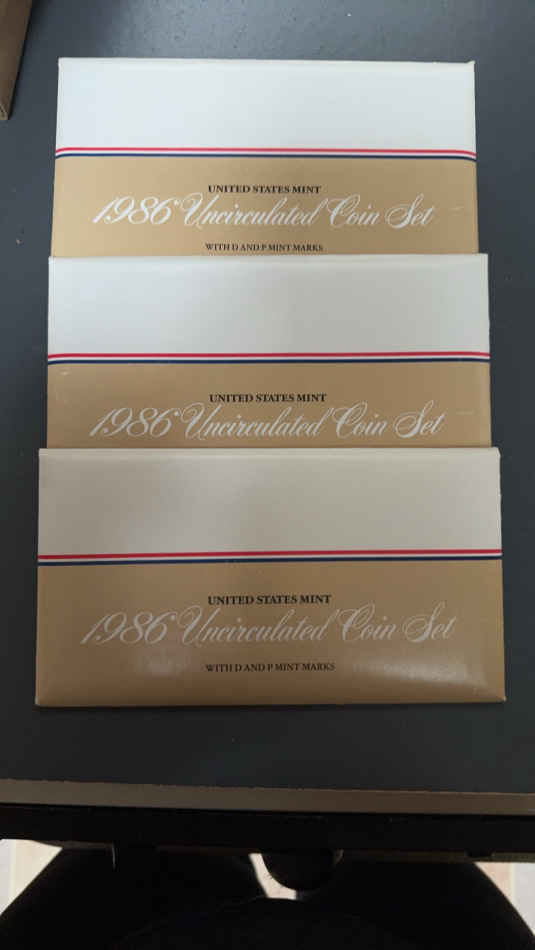 UNITED STATES MINT
1986 Uncirculated Coin Set
WITH D AND P MINT MARKS
UNITED STATES MINT
1986 Uncirculated Coin Set
UNITED STATES MINT
1986 Uncirculated Coin Set
WITH D AND P MINT MARKS